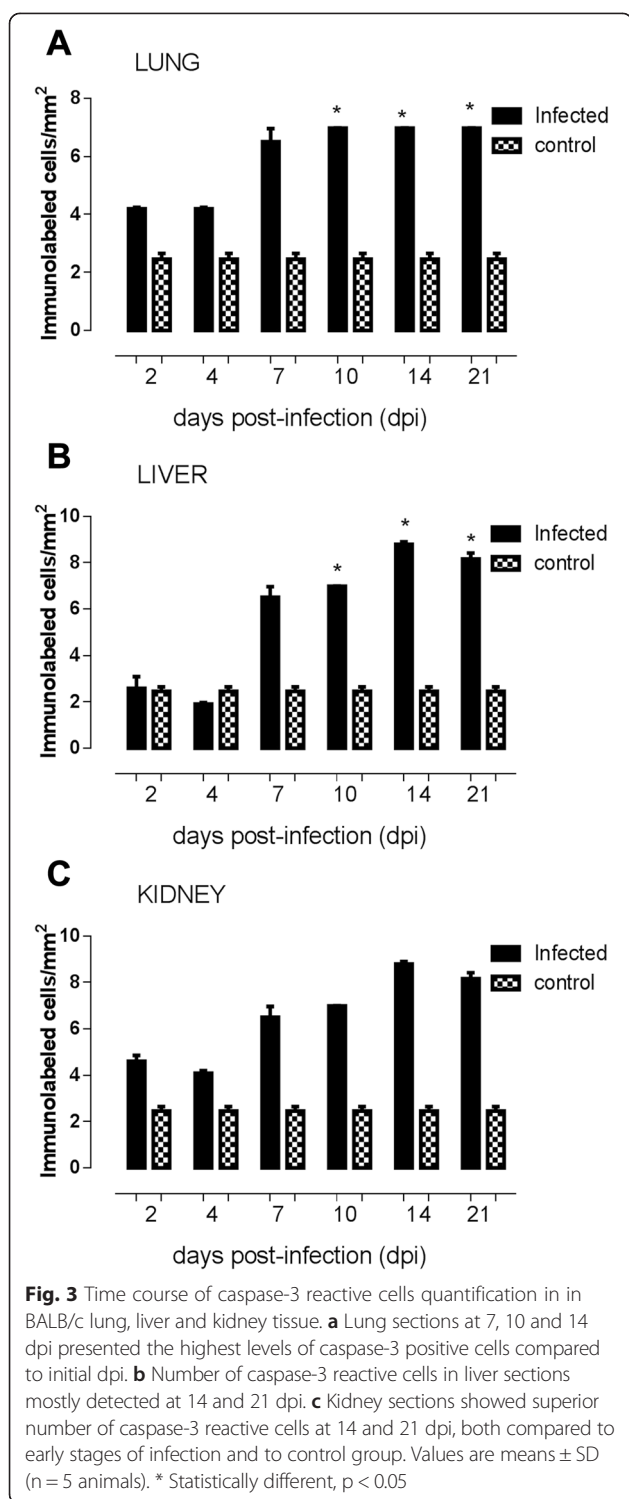 A
LUNG
Immunolabeled cells/mm²
8
6
4
2
0
* * *
Infected
control
2 4 7 10 14 21
days post-infection (dpi)
B
LIVER
Immunolabeled cells/mm²
10
8
6
4
2
0
* * *
Infected
control
2 4 7 10 14 21
days post-infection (dpi)
C
KIDNEY
Immunolabeled cells/mm²
10
8
6
4
2
0
Infected
control
2 4 7 10 14 21
days post-infection (dpi)
Fig. 3 Time course of caspase-3 reactive cells quantification in in
BALB/c lung, liver and kidney tissue. a Lung sections at 7, 10 and 14
dpi presented the highest levels of caspase-3 positive cells compared
to initial dpi. b Number of caspase-3 reactive cells in liver sections
mostly detected at 14 and 21 dpi. c Kidney sections showed superior
number of caspase-3 reactive cells at 14 and 21 dpi, both compared to
early stages of infection and to control group. Values are means ± SD
(n = 5 animals). * Statistically different, p < 0.05